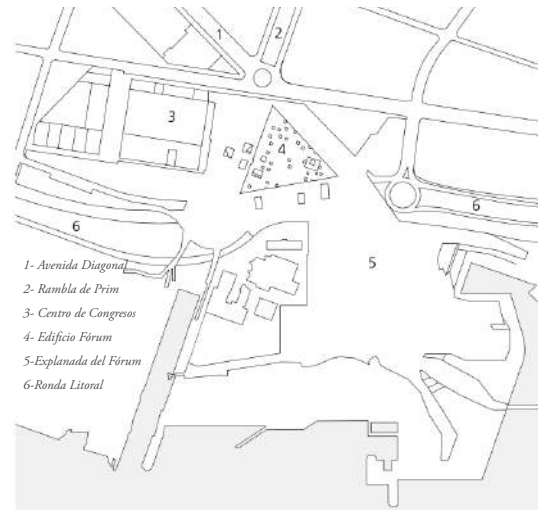 1
2
3
4
6
6
5
1- Avenida Diagonal
2- Rambla de Prim
3- Centro de Congresos
4- Edificio Fórum
5-Explanada del Fórum
6-Ronda Litoral